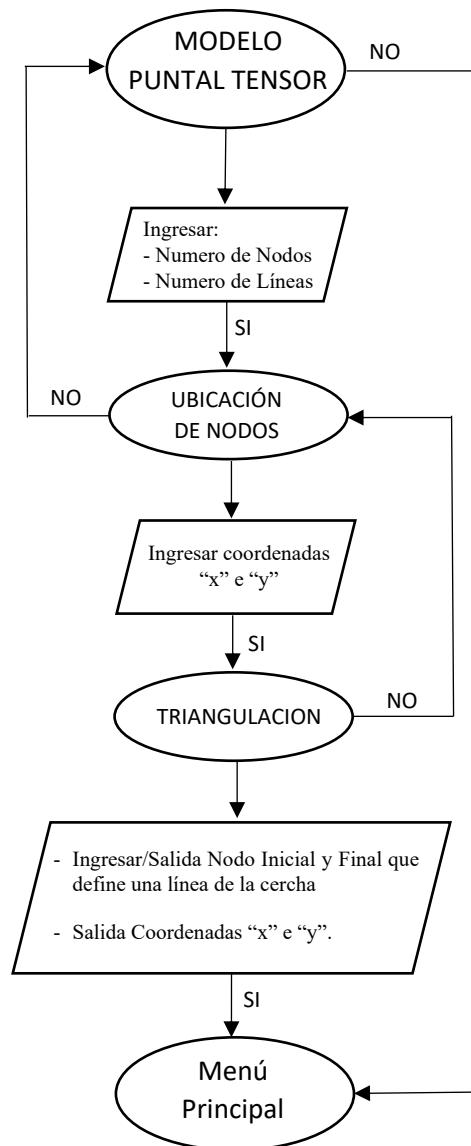 MODELO
PUNTAL TENSOR
NO
Ingresar:
- Numero de Nodos
- Numero de Líneas
SI
NO
UBICACIÓN
DE NODOS
Ingresar coordenadas
“x” e “y”
SI
TRIANGULACION
NO
- Ingresar/Salida Nodo Inicial y Final que
define una línea de la cercha
- Salida Coordenadas “x” e “y”.
SI
Menú
Principal